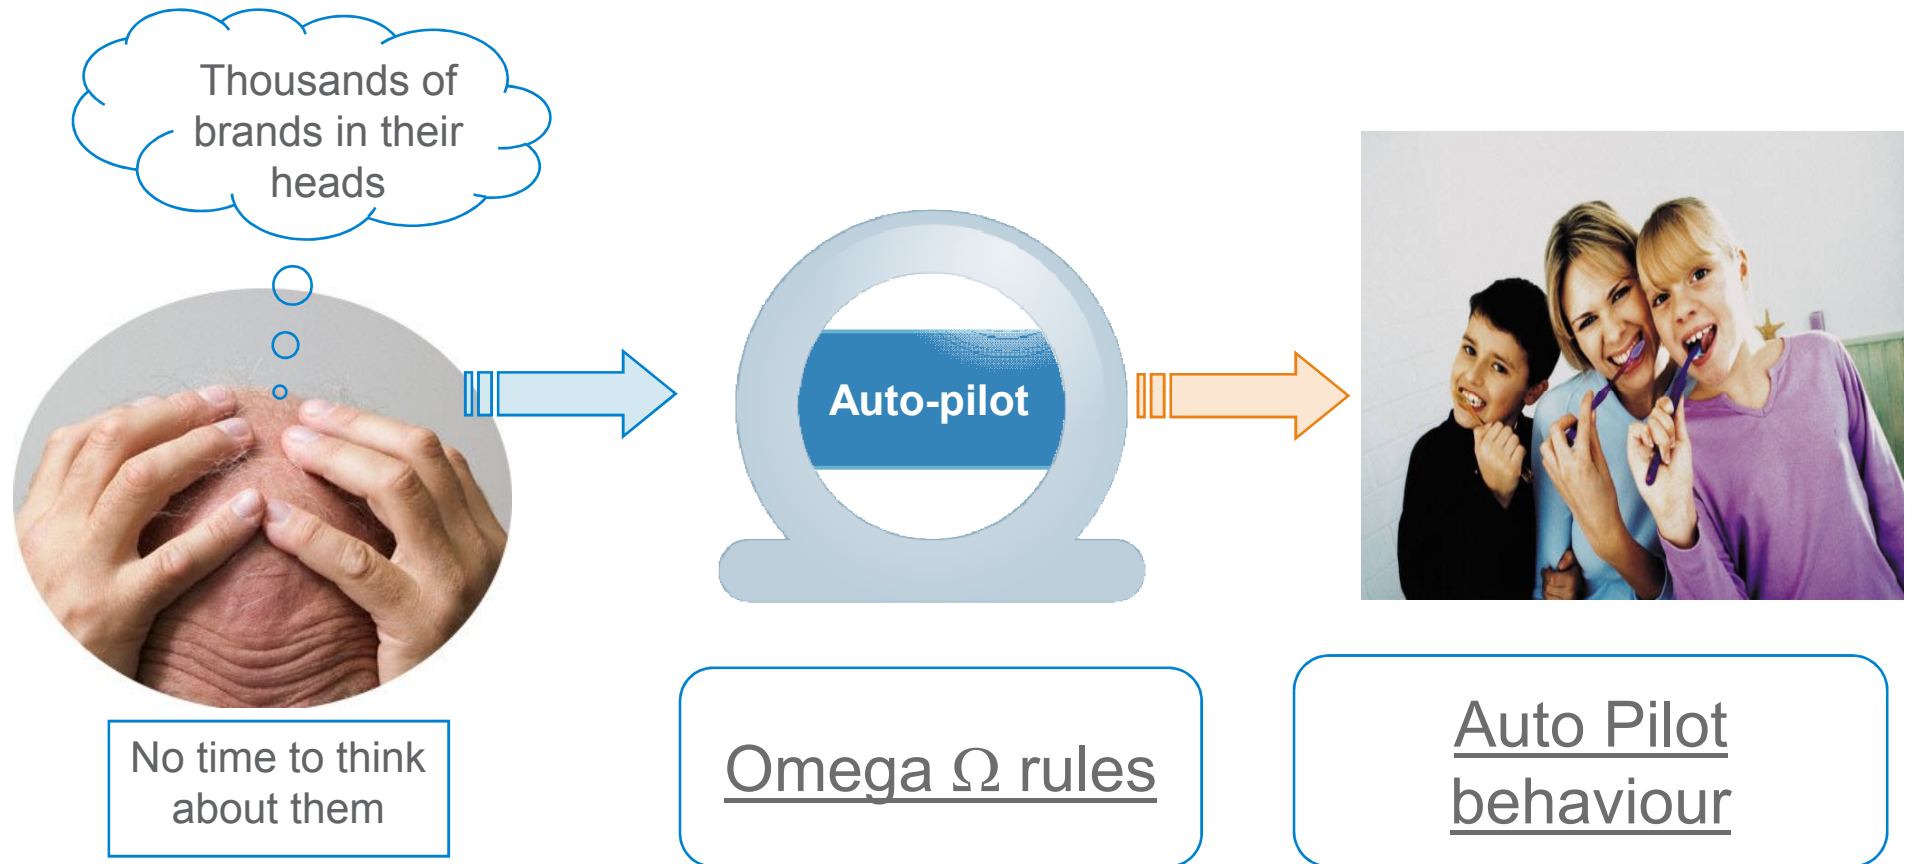 Thousands of
brands in their
heads
Auto-pilot
No time to think
about them
Omega Ω rules
Auto Pilot
behaviour